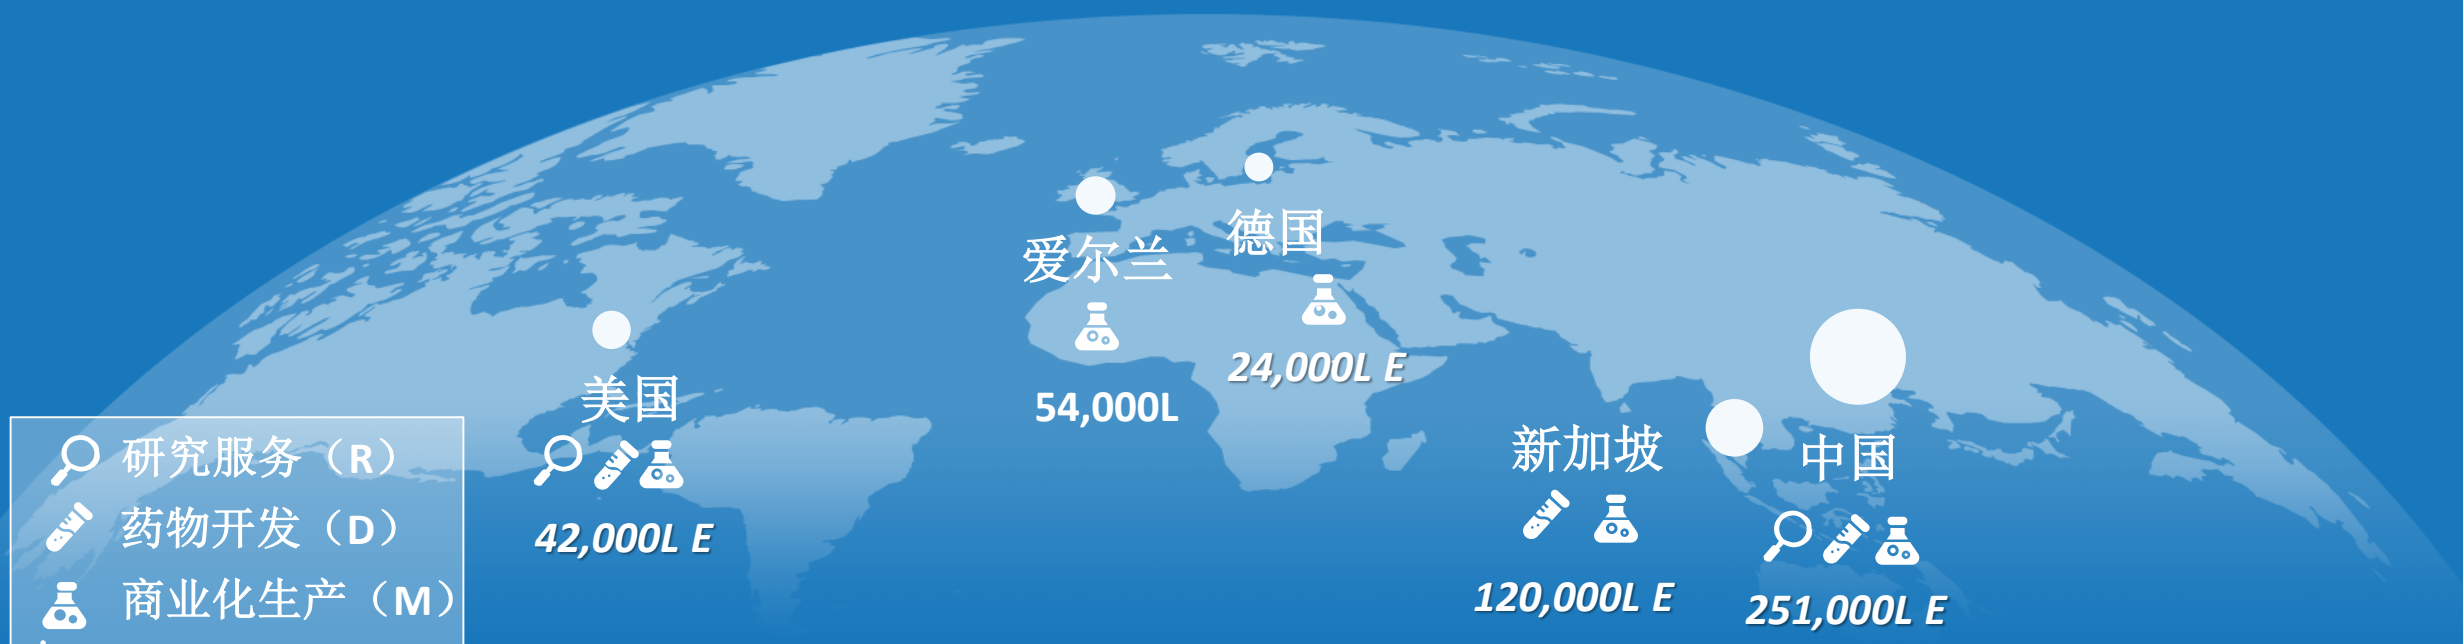 德国
爱尔兰
24,000L E
美国
54,000L
新加坡
中国
研究服务（R）
药物开发（D）
42,000L E
商业化生产（M）
120,000L E
251,000L E